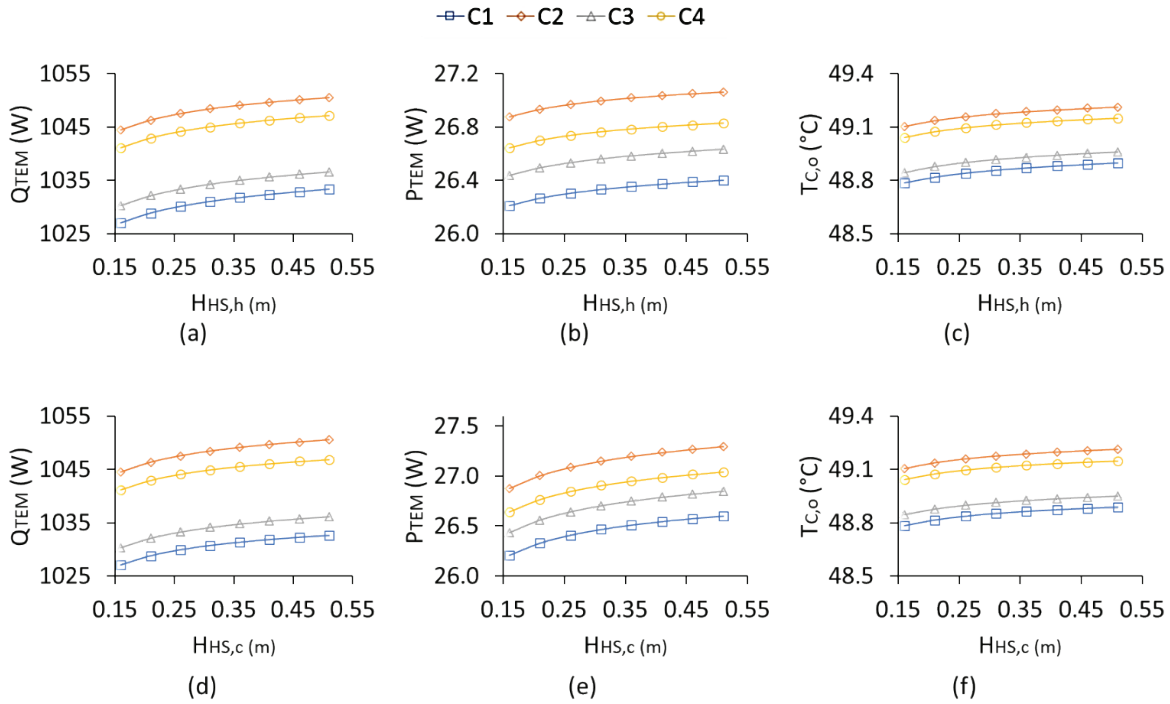 C1 C2 C3 C4
QTEM (W)
1055
1045
1035
1025
0.15 0.25 0.35 0.45 0.55
HHS,h (m)
(a)
PTEM (W)
27.2
26.8
26.4
26.0
0.15 0.25 0.35 0.45 0.55
HHS,h (m)
(b)
TC,o (°C)
49.4
49.1
48.8
48.5
0.15 0.25 0.35 0.45 0.55
HHS,h (m)
(c)
QTEM (W)
1055
1045
1035
1025
0.15 0.25 0.35 0.45 0.55
HHS,c (m)
(d)
PTEM (W)
27.5
27.0
26.5
26.0
0.15 0.25 0.35 0.45 0.55
HHS,c (m)
(e)
TC,o (°C)
49.4
49.1
48.8
48.5
0.15 0.25 0.35 0.45 0.55
HHS,c (m)
(f)